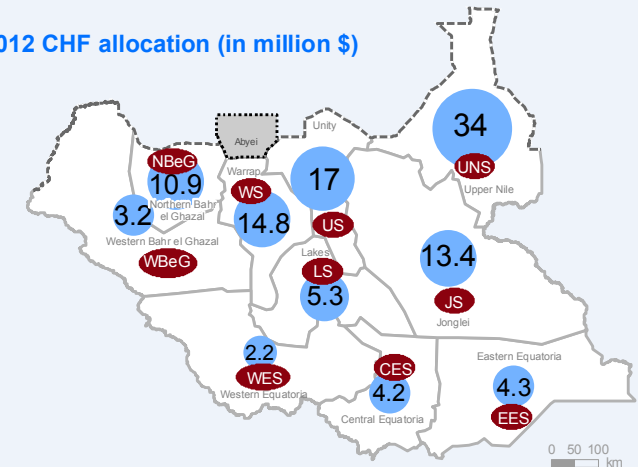 012 CHF allocation (in million $)
34
UNS
Upper Nile
Unity
Abyei
NBeG
10.9
Northern Bahr
el Ghazal
Warrap
WS
14.8
17
US
3.2
Western Bahr el Ghazal
WBeG
Lakes
LS
5.3
13.4
JS
Jonglei
2.2
WES
Western Equatoria
CES
4.2
Central Equatoria
Eastern Equatoria
4.3
EES
0 50 100
km